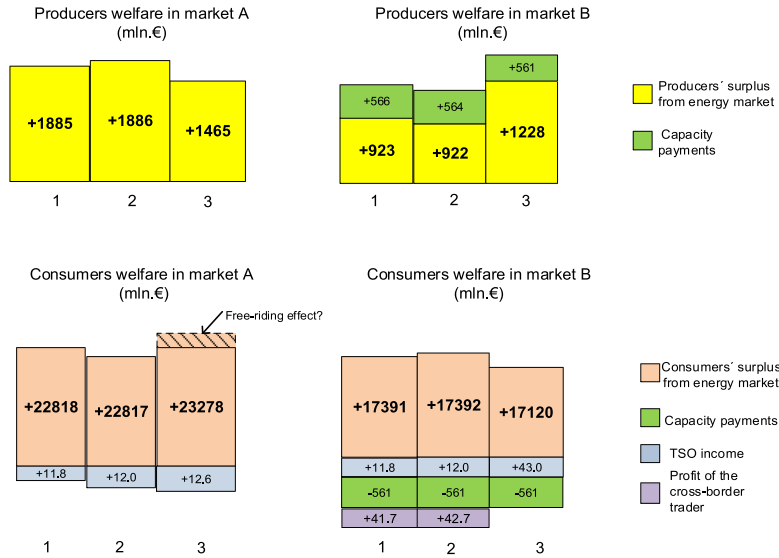 Producers welfare in market A
(mln.€)
+1885
+1886
+1465
1
2
3
Producers welfare in market B
(mln.€)
+566
+564
+561
+923
+922
+1228
1
2
3
Producers´ surplus
from energy market
Capacity
payments
Consumers welfare in market A
(mln.€)
Free-riding effect?
+22818
+22817
+23278
+11.8
+12.0
+12.6
1
2
3
Consumers welfare in market B
(mln.€)
+17391
+17392
+17120
+11.8
+12.0
+43.0
-561
-561
-561
+41.7
+42.7
1
2
3
Consumers´ surplus
from energy market
Capacity payments
TSO income
Profit of the
cross-border
trader